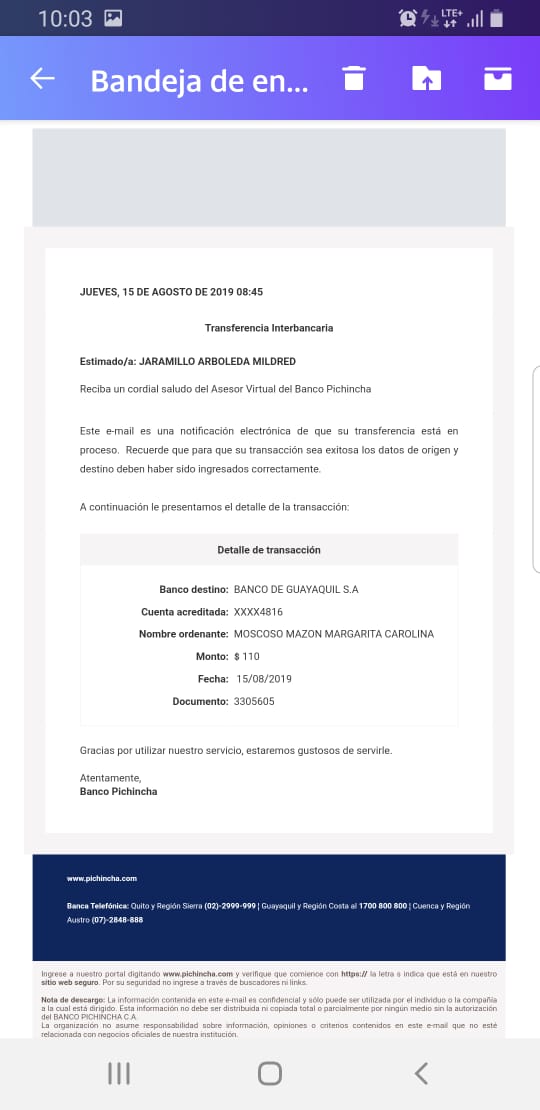 10:03
LTE+
Bandeja de en...
JUEVES, 15 DE AGOSTO DE 2019 08:45
Transferencia Interbancaria
Estimado/a: JARAMILLO ARBOLEDA MILDRED
Reciba un cordial saludo del Asesor Virtual del Banco Pichincha
Este e-mail es una notificación electrónica de que su transferencia está en
proceso. Recuerde que para que su transacción sea exitosa los datos de origen y
destino deben haber sido ingresados correctamente.
A continuación le presentamos el detalle de la transacción:
Detalle de transacción
Banco destino: BANCO DE GUAYAQUIL S.A
Cuenta acreditada: XXXX4816
Nombre ordenante: MOSCOSO MAZON MARGARITA CAROLINA
Monto: $ 110
Fecha: 15/08/2019
Documento: 3305605
Gracias por utilizar nuestro servicio, estaremos gustosos de servirle.
Atentamente,
Banco Pichincha
www.pichincha.com
Banca Telefónica: Quito y Región Sierra (02)-2999-999 | Guayaquil y Región Costa al 1700 800 800 | Cuenca y Región
Austro (07)-2848-888
Ingrese a nuestro portal digitando www.pichincha.com y verifique que comience con https:// la letra s indica que está en nuestro
sitio web seguro. Por su seguridad no ingrese a través de buscadores ni links.
Nota de descargo: La información contenida en este e-mail es confidencial y sólo puede ser utilizada por el individuo o la compañía
a la cual está dirigido. Esta información no debe ser distribuida ni copiada total o parcialmente por ningún medio sin la autorización
del BANCO PICHINCHA C.A.
La organización no asume responsabilidad sobre información, opiniones o criterios contenidos en este e-mail que no esté
relacionada con negocios oficiales de nuestra institución.